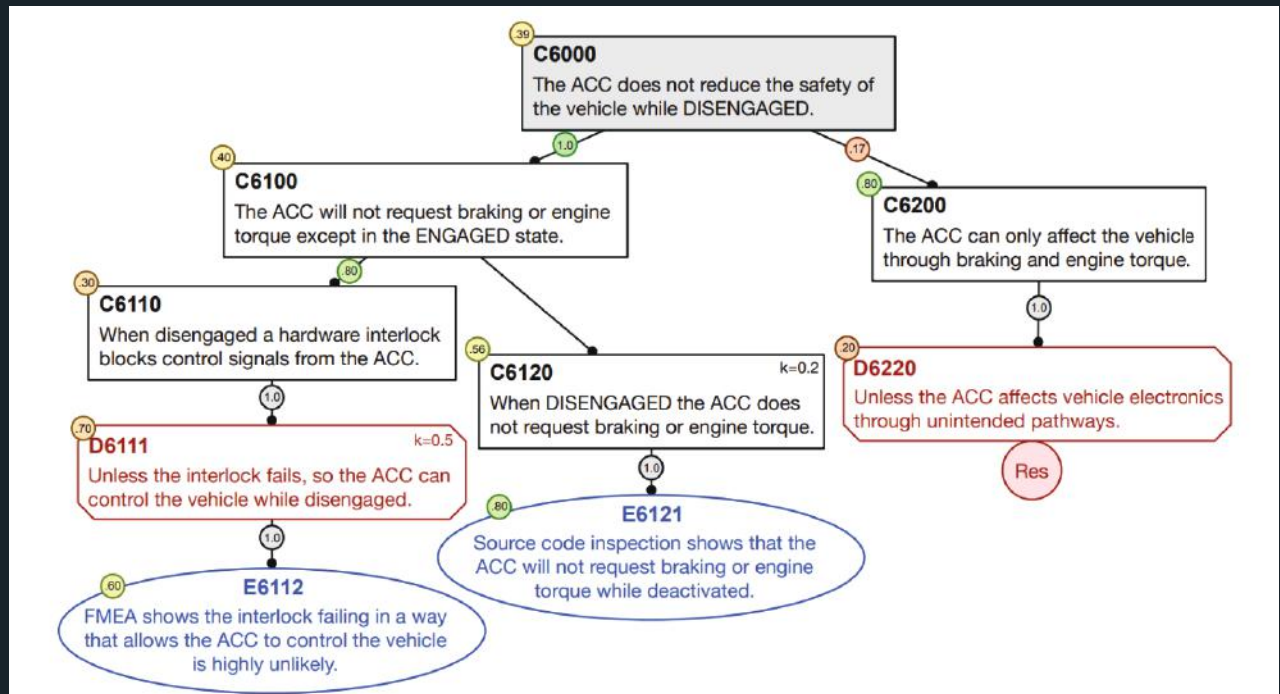 .39
C6000
The ACC does not reduce the safety of
the vehicle while DISENGAGED.
1.0
.17
.40
C6100
The ACC will not request braking or engine
torque except in the ENGAGED state.
.80
C6200
The ACC can only affect the vehicle
through braking and engine torque.
.80
1.0
.30
C6110
When disengaged a hardware interlock
blocks control signals from the ACC.
.56
C6120
k=0.2
When DISENGAGED the ACC does
not request braking or engine torque.
.20
D6220
Unless the ACC affects vehicle electronics
through unintended pathways.
Res
1.0
.70
D6111
k=0.5
Unless the interlock fails, so the ACC can
control the vehicle while disengaged.
1.0
.80
E6121
Source code inspection shows that the
ACC will not request braking or engine
torque while deactivated.
1.0
.60
E6112
FMEA shows the interlock failing in a way
that allows the ACC to control the vehicle
is highly unlikely.